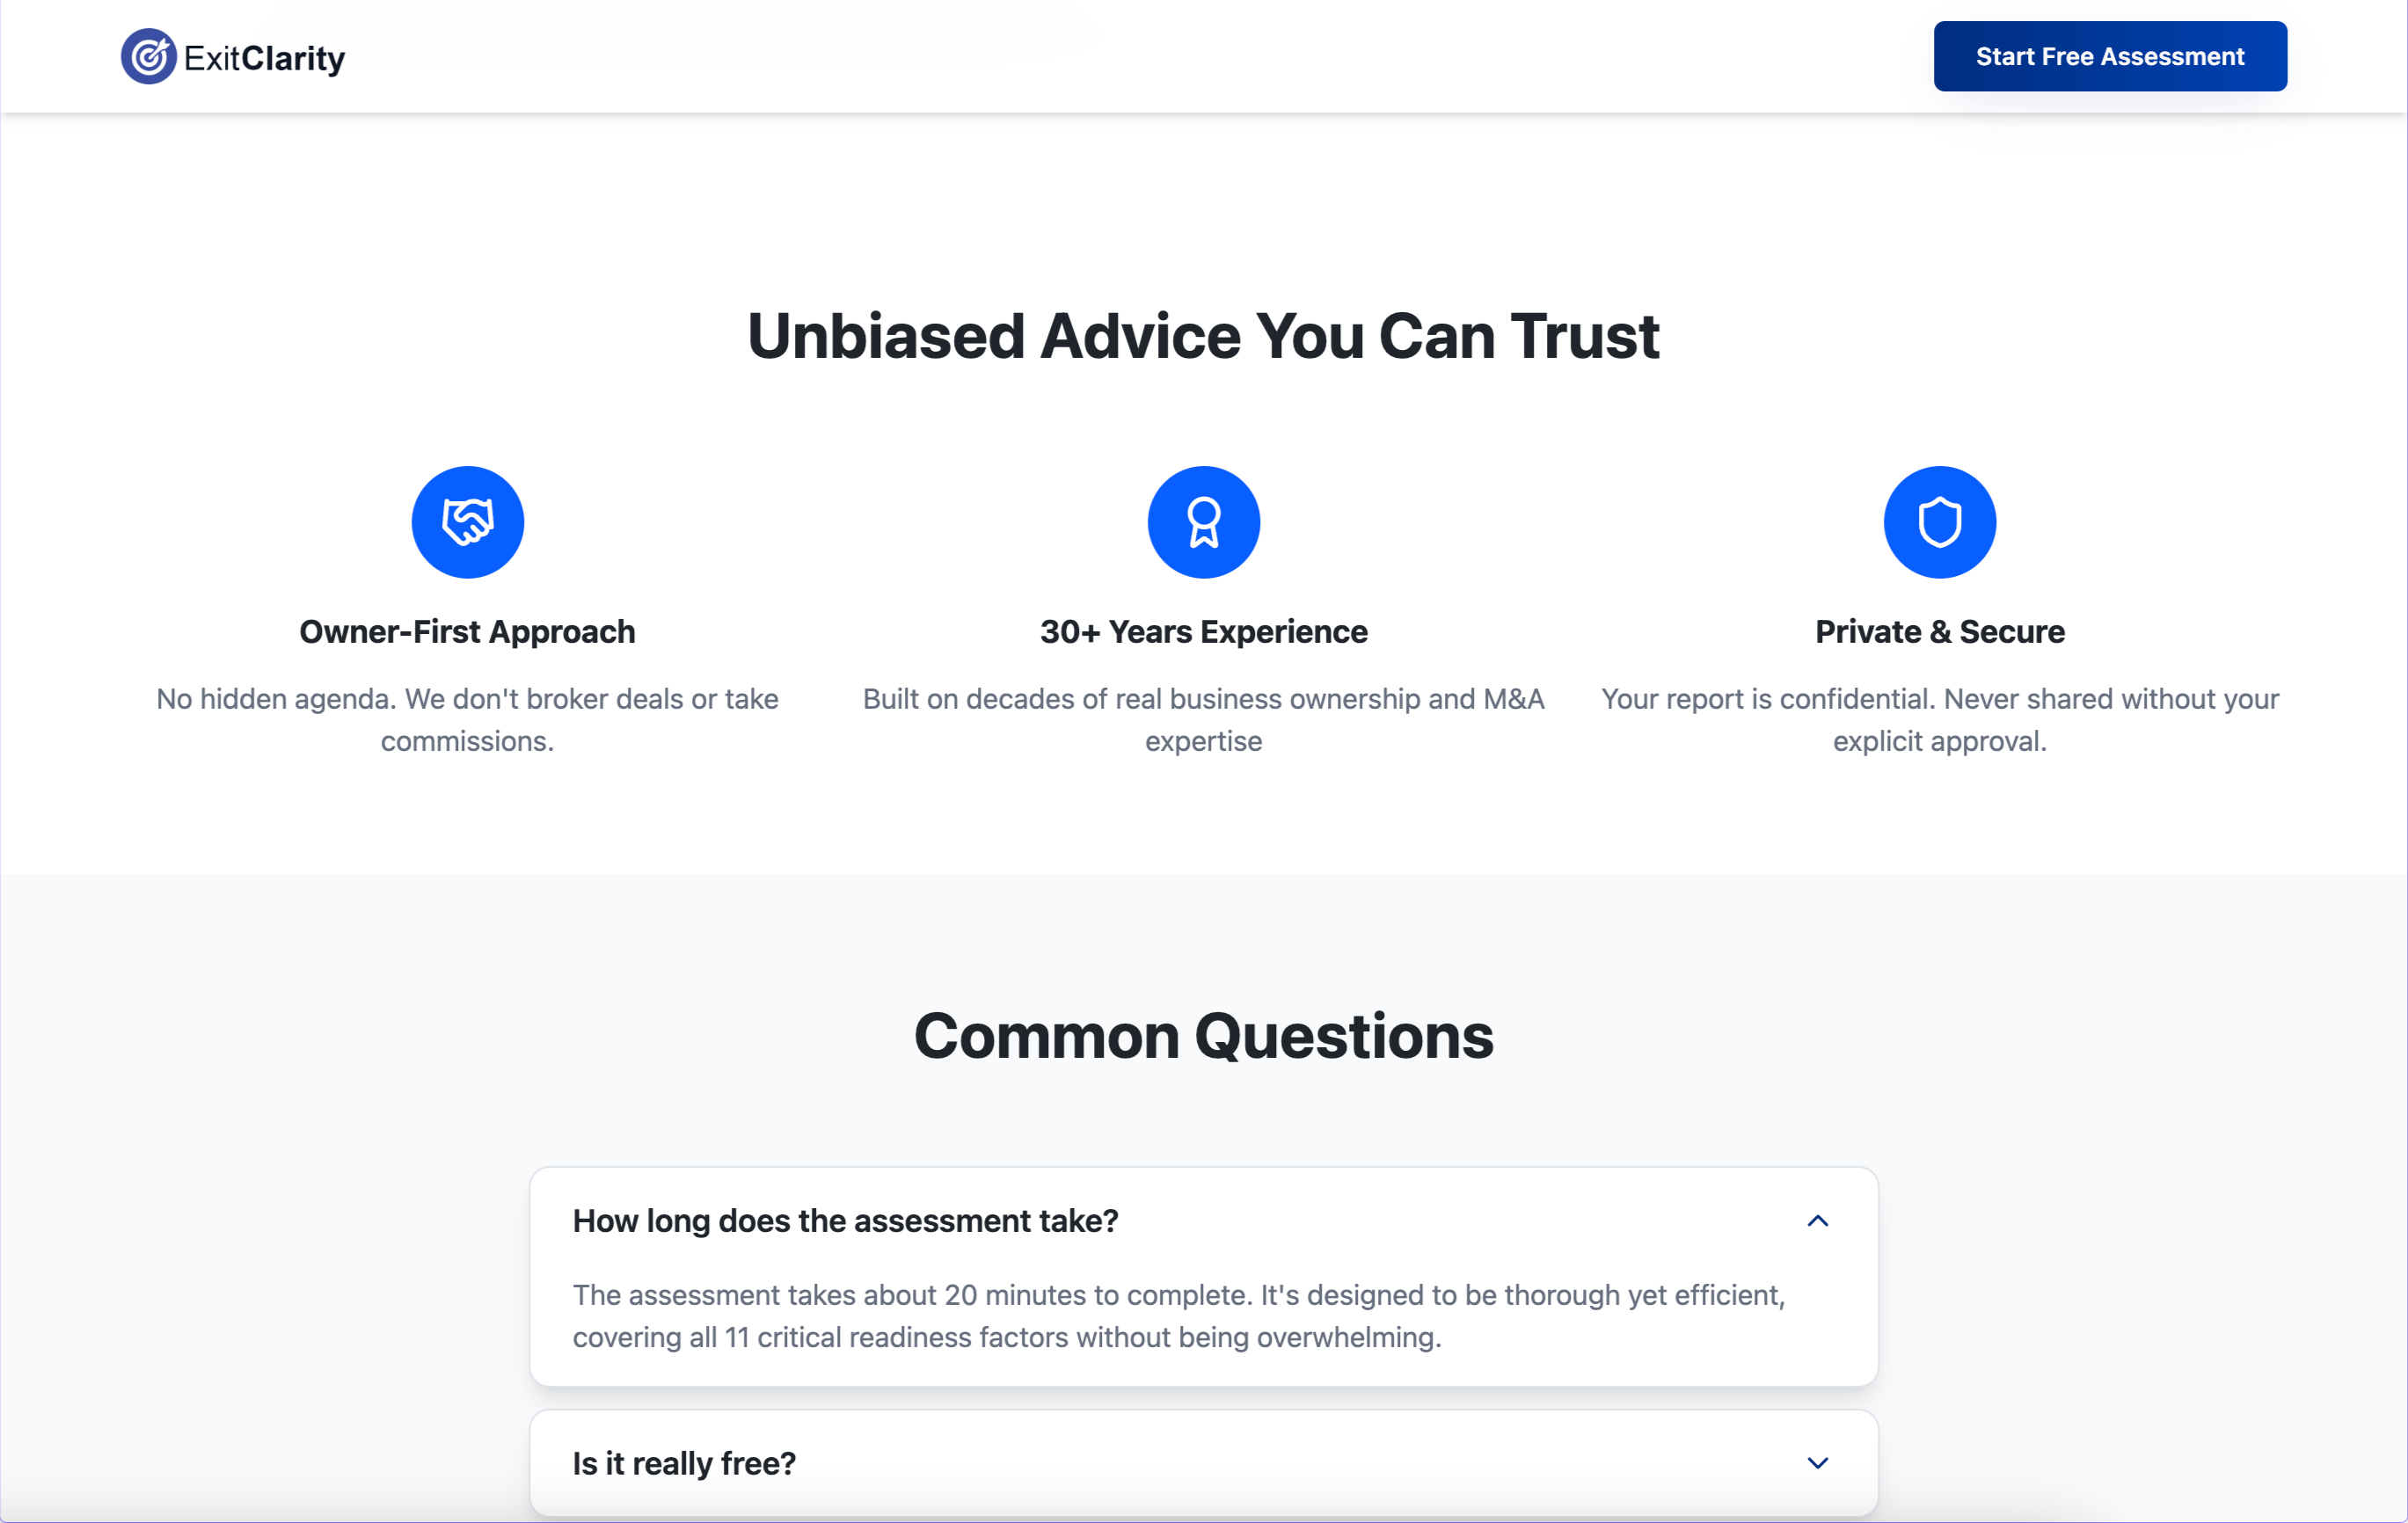 ExitClarity
Start Free Assessment
Unbiased Advice You Can Trust
Owner-First Approach
No hidden agenda. We don't broker deals or take
commissions.
30+ Years Experience
Built on decades of real business ownership and M&A
expertise
Private & Secure
Your report is confidential. Never shared without your
explicit approval.
Common Questions
How long does the assessment take?
The assessment takes about 20 minutes to complete. It's designed to be thorough yet efficient,
covering all 11 critical readiness factors without being overwhelming.
Is it really free?